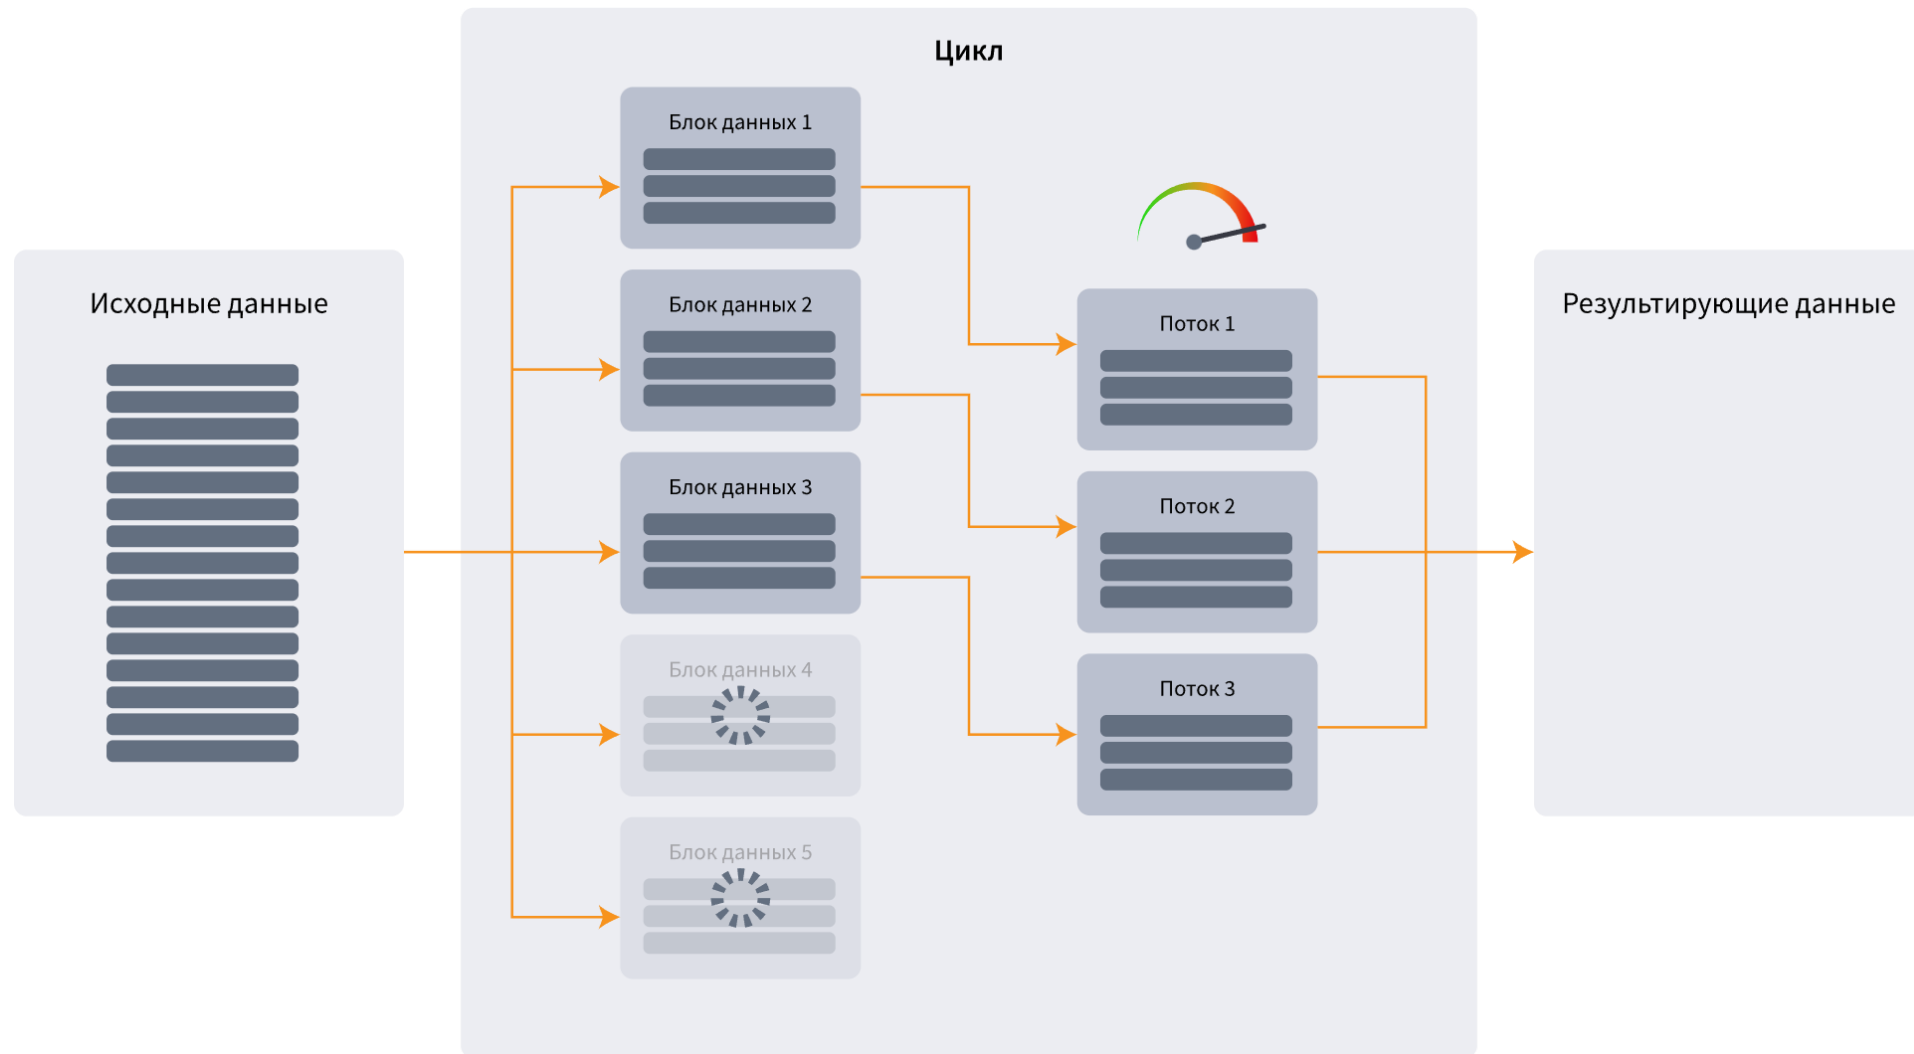 Цикл
Исходные данные
Блок данных 1
Блок данных 2
Блок данных 3
Блок данных 4
Блок данных 5
Поток 1
Поток 2
Поток 3
Результирующие данные